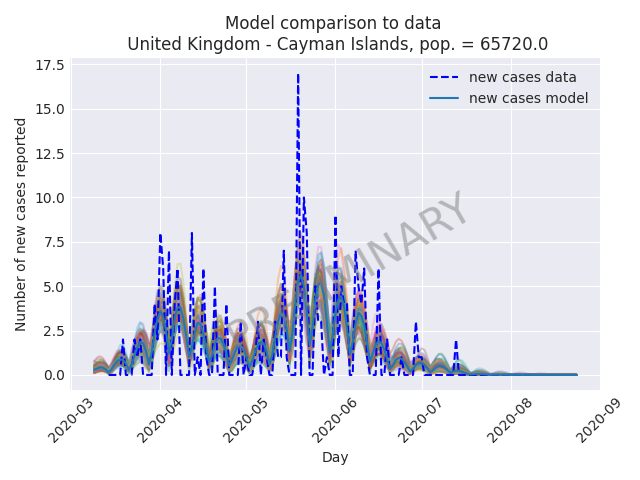 Model comparison to data
United Kingdom - Cayman Islands, pop. = 65720.0
new cases data
new cases model
Number of new cases reported
17.5
15.0
12.5
10.0
7.5
5.0
2.5
0.0
PRELIMINARY
2020-03
2020-04
2020-05
2020-06
2020-07
2020-08
2020-09
Day